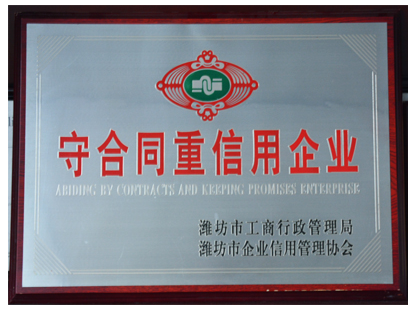 守合同重信用企业
ABIDING BY CONTRACTS AND KEEPING PROMISES ENTERPRISE
潍坊市工商行政管理局
潍坊市企业信用管理协会